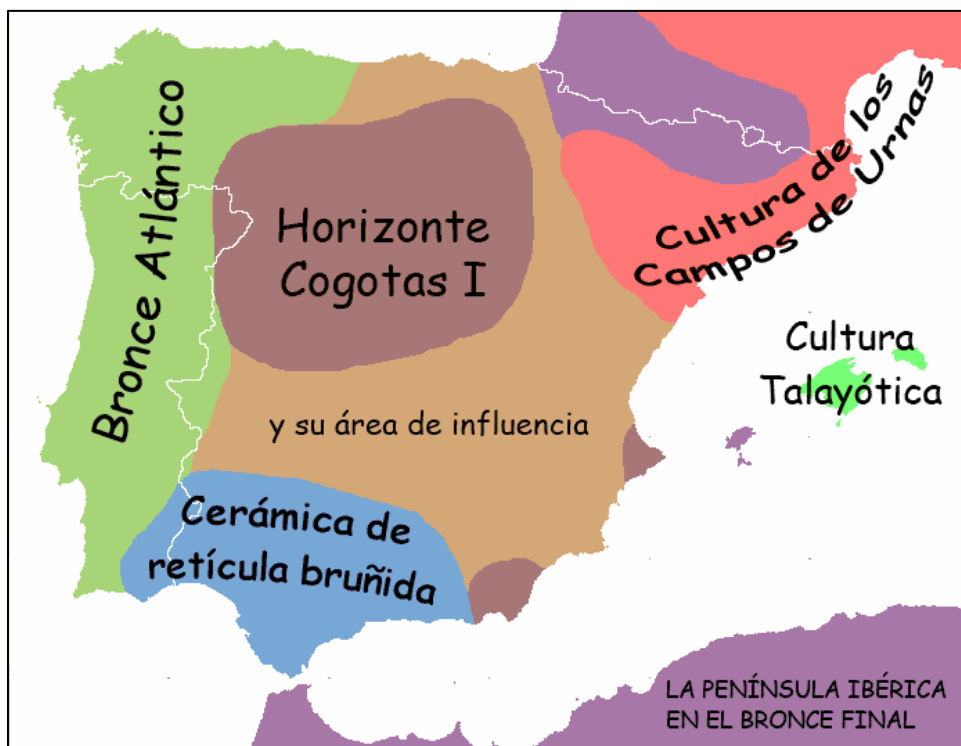 Bronce Atlántico
Horizonte
Cogotas I
y su área de influencia
Cultura de los
Campos de Urnas
Cultura
Talayótica
Cerámica de
retícula bruñida
LA PENÍNSULA IBÉRICA
EN EL BRONCE FINAL